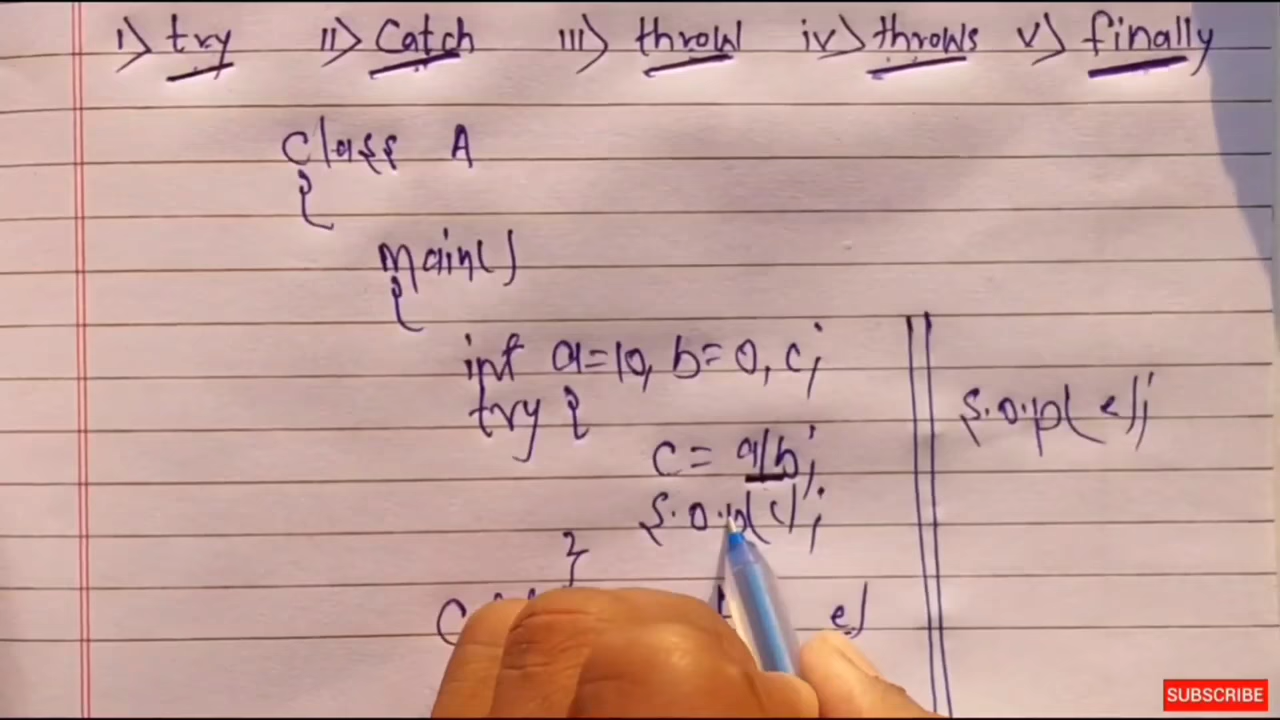 i) try ii) Catch iii) throw iv) throws v) finally
Class A
{
Main()
{
int a=10, b=0, c;
try {
c = a/b;
S.o.p(c);
}
e)
S.o.p(e);
SUBSCRIBE